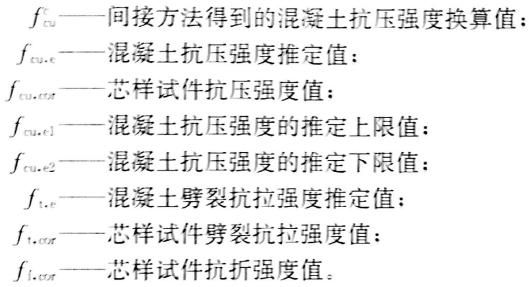 f^c_cu——间接方法得到的混凝土抗压强度换算值；
f_cu,e——混凝土抗压强度推定值；
f_cu,cor——芯样试件抗压强度值；
f_cu,e1——混凝土抗压强度的推定上限值；
f_cu,e2——混凝土抗压强度的推定下限值；
f_t,e——混凝土劈裂抗拉强度推定值；
f_t,cor——芯样试件劈裂抗拉强度值；
f_f,cor——芯样试件抗折强度值。